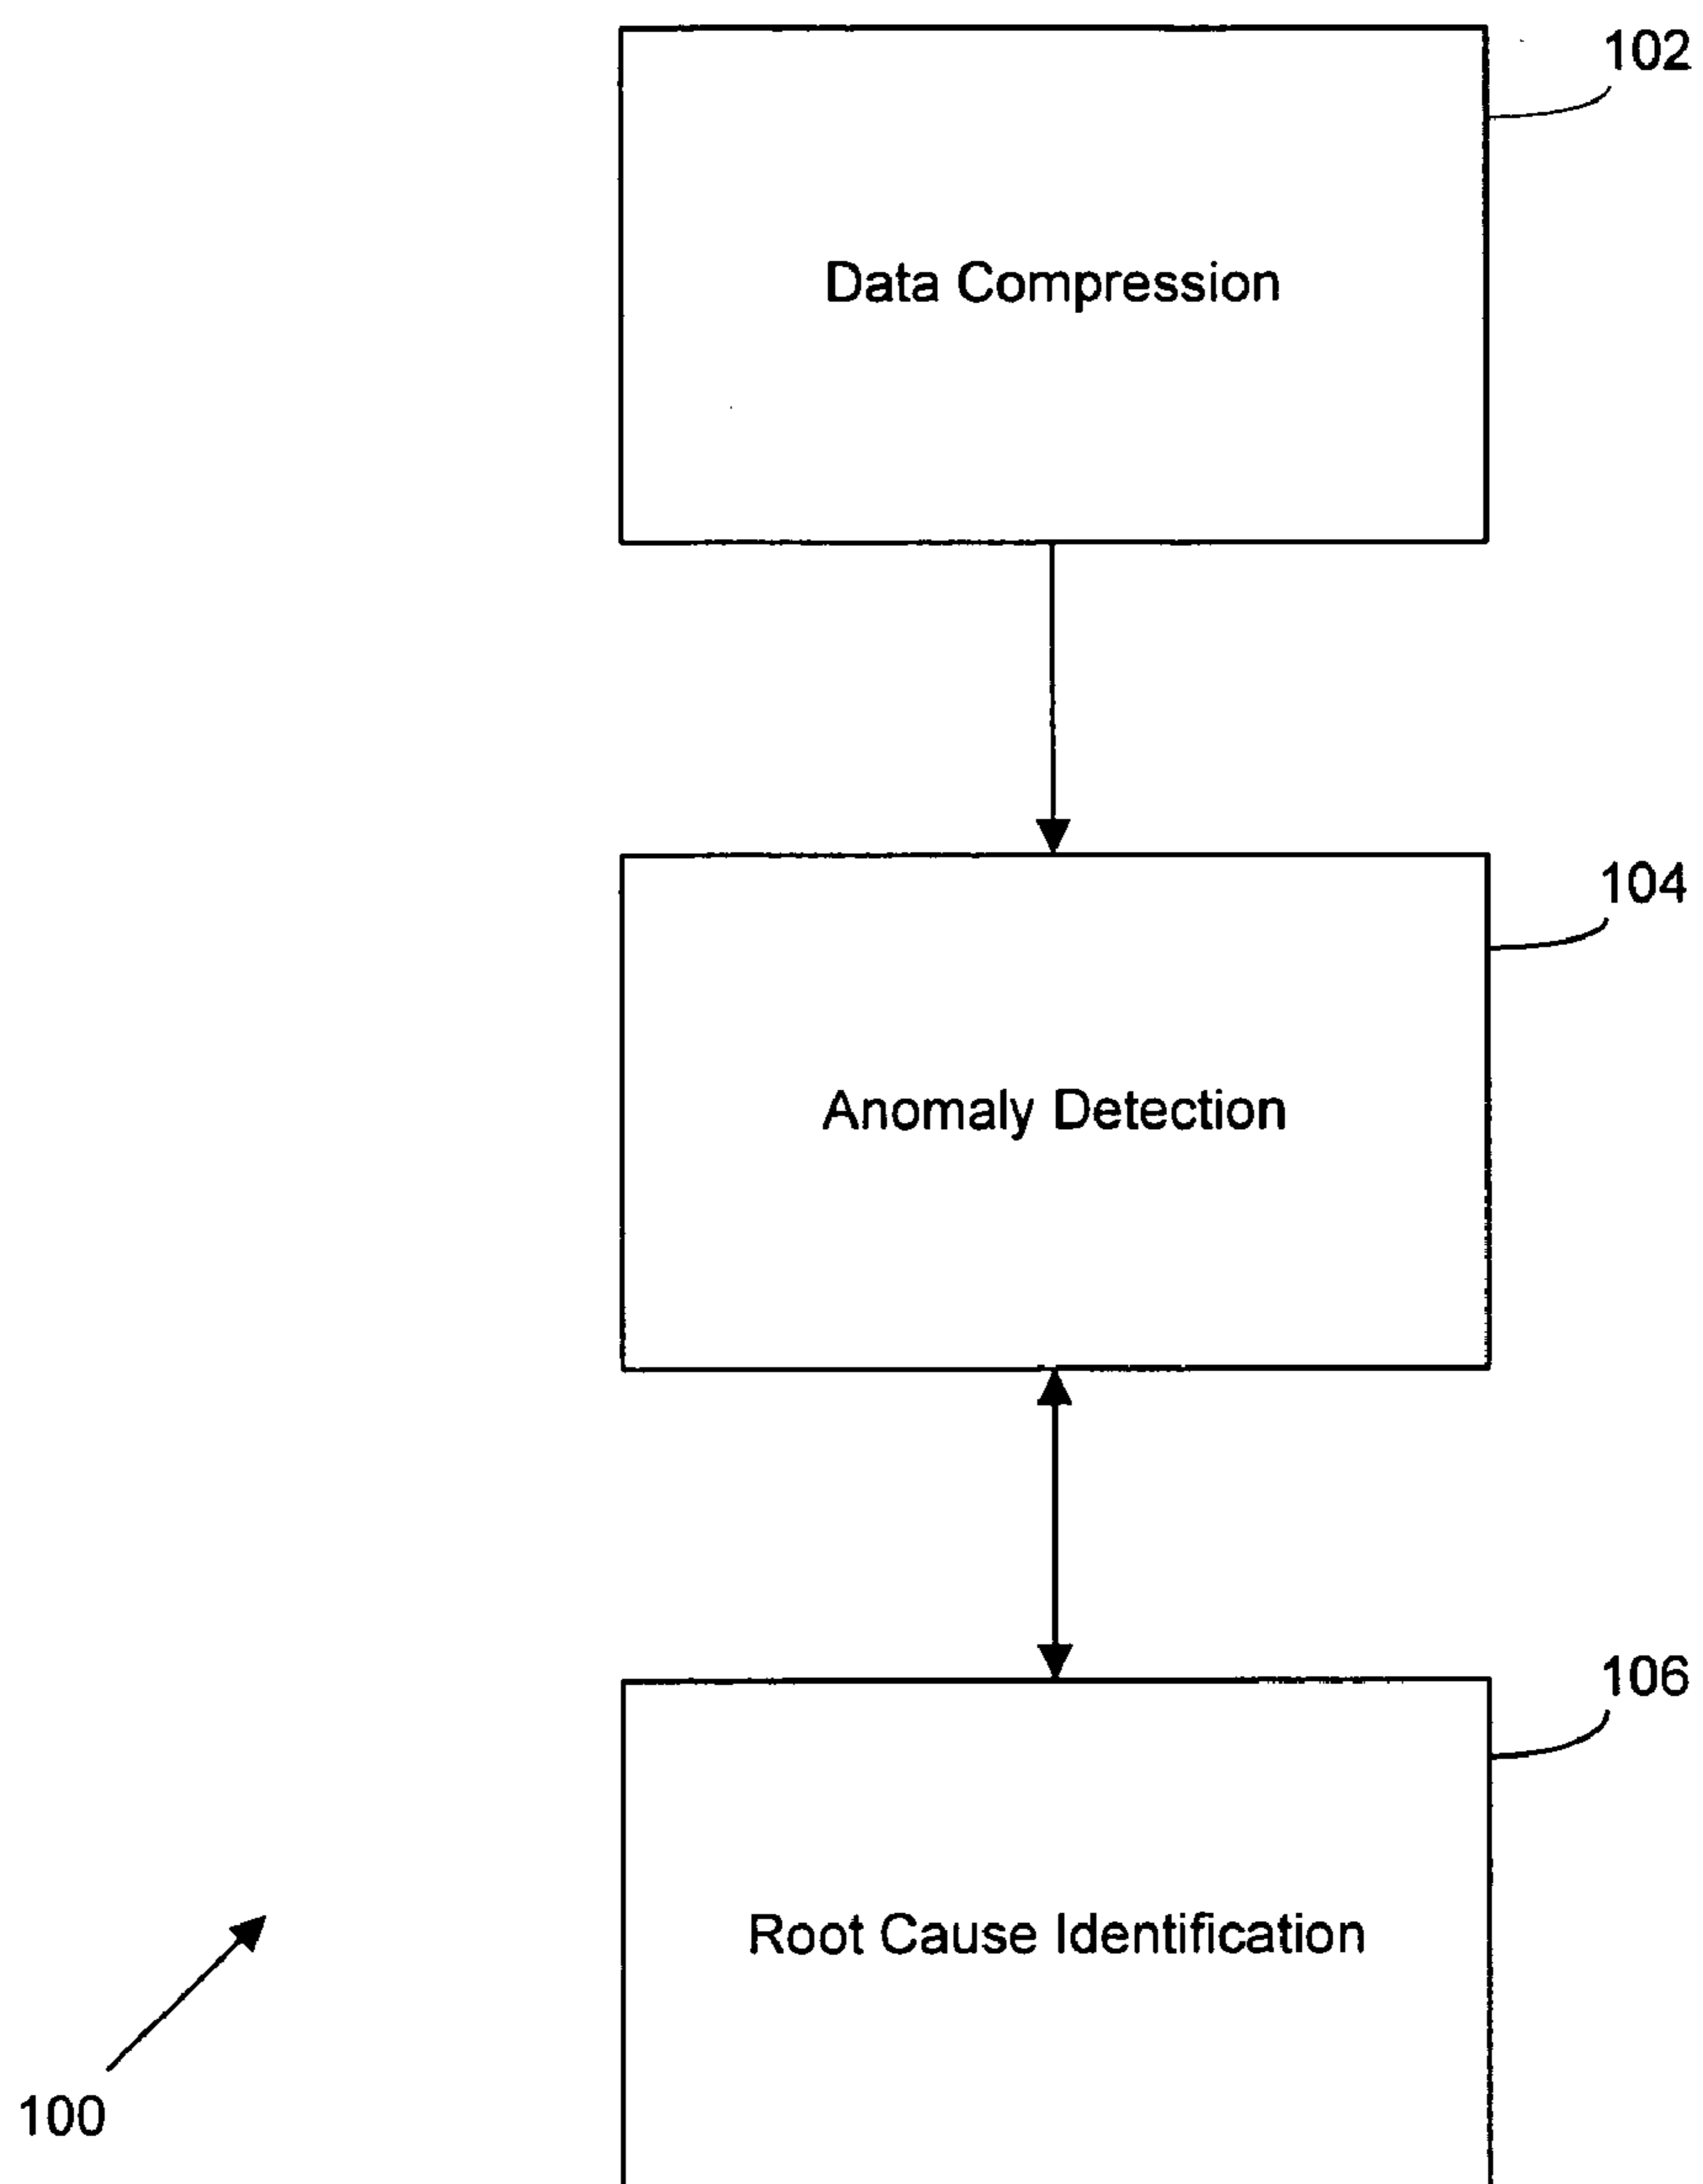 102
Data Compression
104
Anomaly Detection
106
Root Cause Identification
100